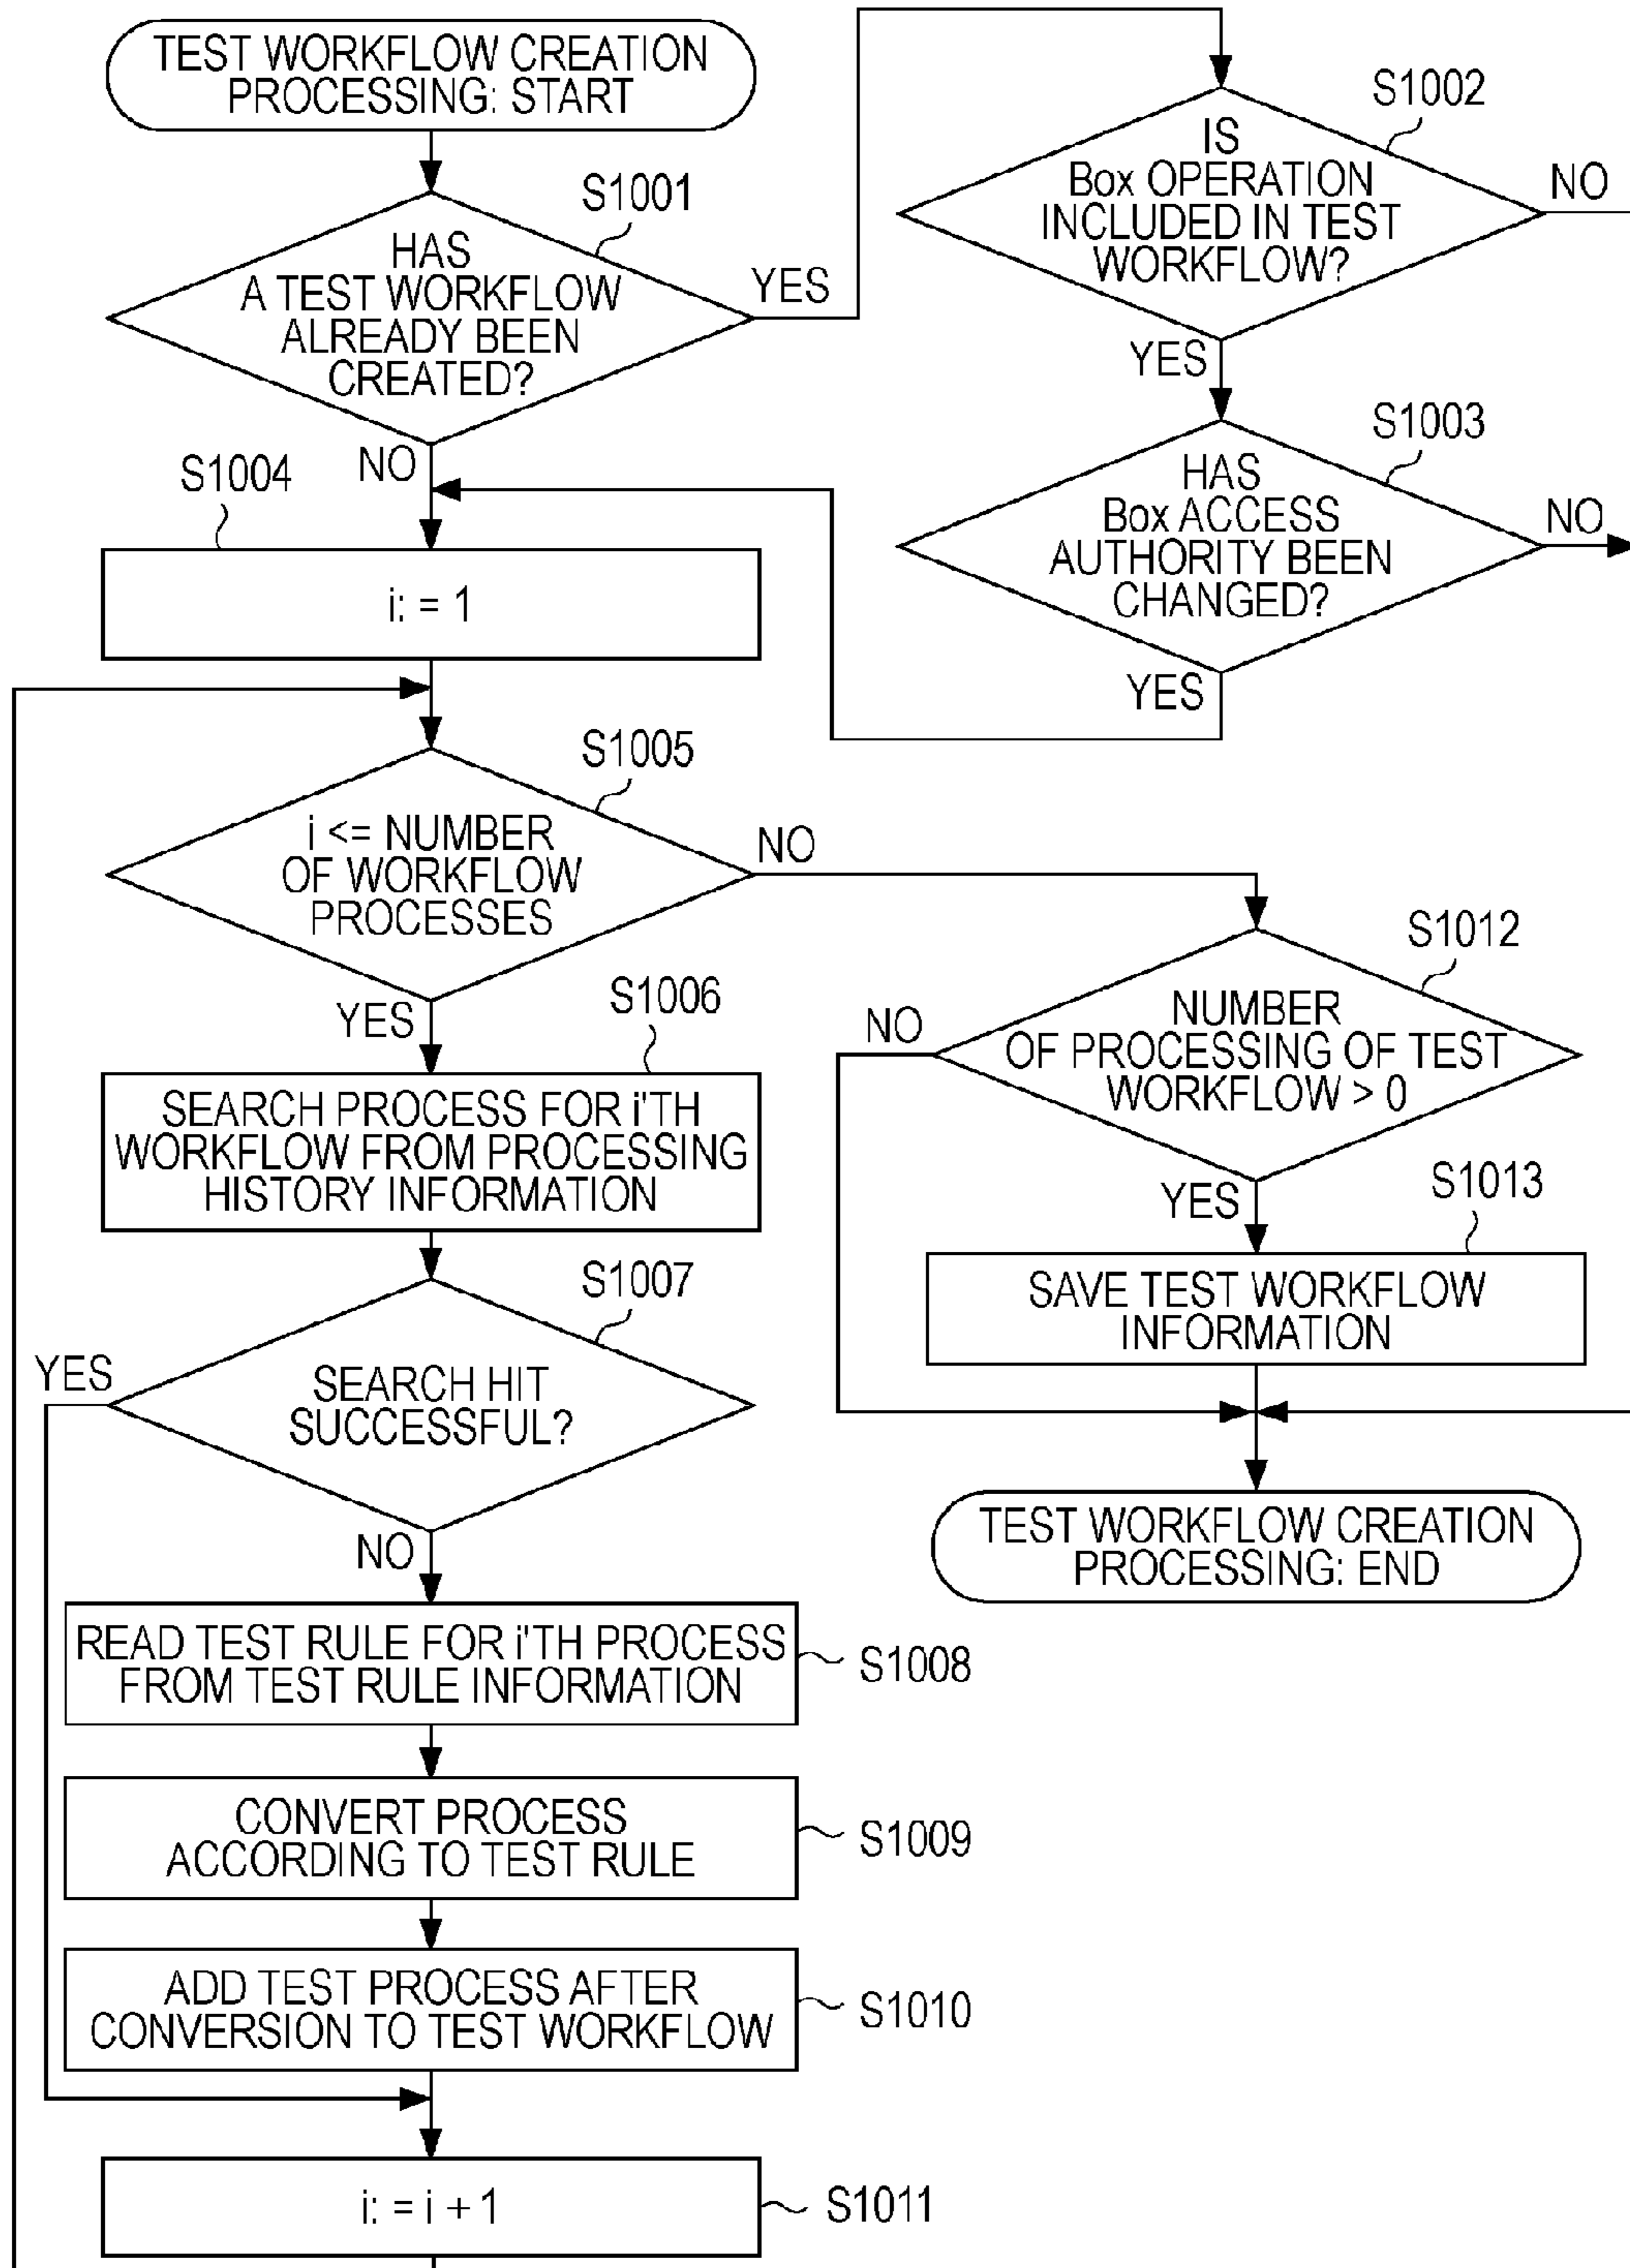 TEST WORKFLOW CREATION
PROCESSING: START
S1001
HAS
A TEST WORKFLOW
ALREADY BEEN
CREATED?
YES
NO
S1002
IS
Box OPERATION
INCLUDED IN TEST
WORKFLOW?
NO
YES
S1003
HAS
Box ACCESS
AUTHORITY BEEN
CHANGED?
NO
YES
S1004
i: = 1
S1005
i <= NUMBER
OF WORKFLOW
PROCESSES
NO
YES
S1006
SEARCH PROCESS FOR i'TH
WORKFLOW FROM PROCESSING
HISTORY INFORMATION
S1007
SEARCH HIT
SUCCESSFUL?
YES
NO
READ TEST RULE FOR i'TH PROCESS
FROM TEST RULE INFORMATION
S1008
CONVERT PROCESS
ACCORDING TO TEST RULE
S1009
ADD TEST PROCESS AFTER
CONVERSION TO TEST WORKFLOW
S1010
i: = i + 1
S1011
S1012
NUMBER
OF PROCESSING OF TEST
WORKFLOW > 0
NO
YES
S1013
SAVE TEST WORKFLOW
INFORMATION
TEST WORKFLOW CREATION
PROCESSING: END